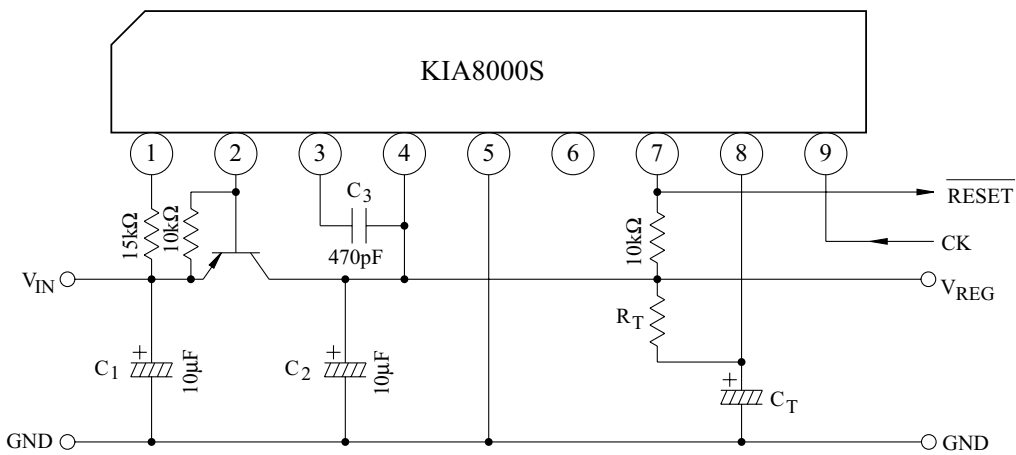 KIA8000S
1 2 3 4 5 6 7 8 9
C3
470pF
15kΩ
10kΩ
10kΩ
RESET
CK
VIN
VREG
RT
C1
10μF
C2
10μF
CT
GND
GND